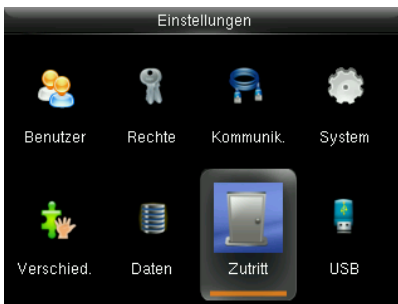 Einstellungen
Benutzer Rechte Kommunik. System
Verschied. Daten Zutritt USB